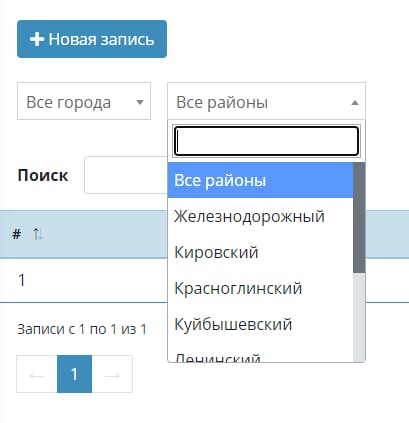 + Новая запись
Все города
Все районы
Поиск
Все районы
Железнодорожный
Кировский
Красноглинский
Куйбышевский
Ленинский
# ↑↓
1
Записи с 1 по 1 из 1
← 1 →